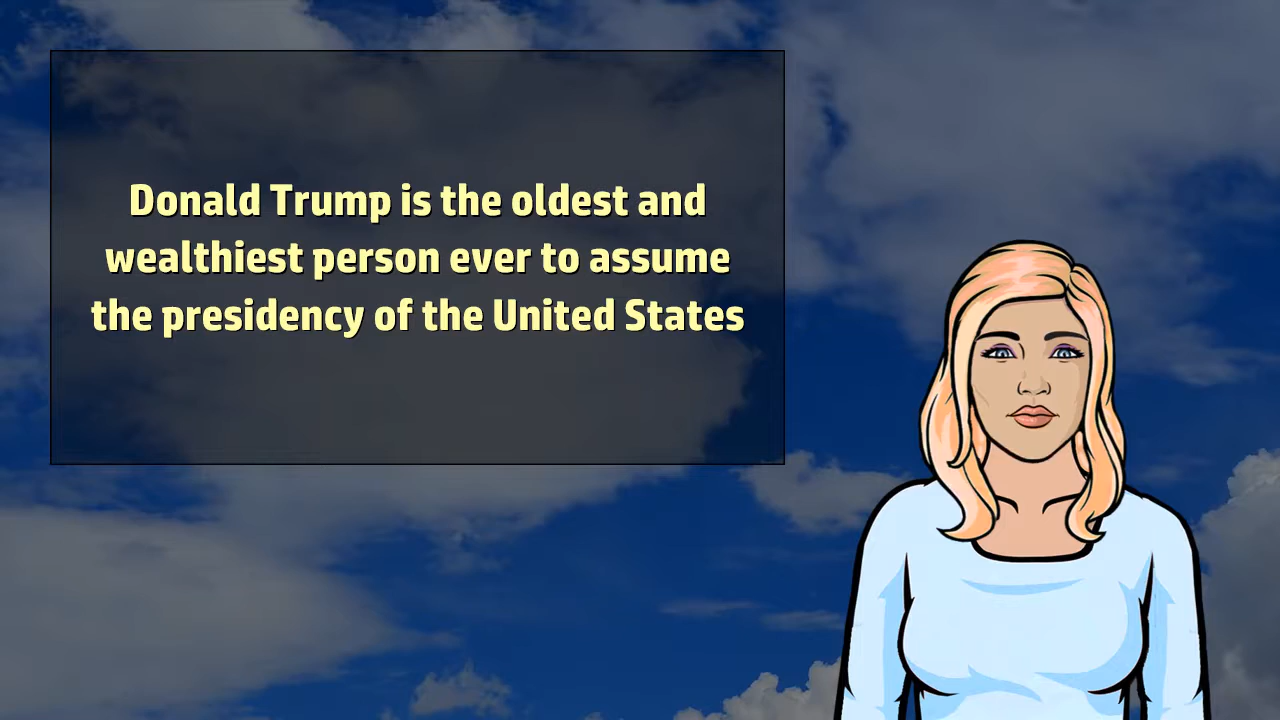 Donald Trump is the oldest and
wealthiest person ever to assume
the presidency of the United States